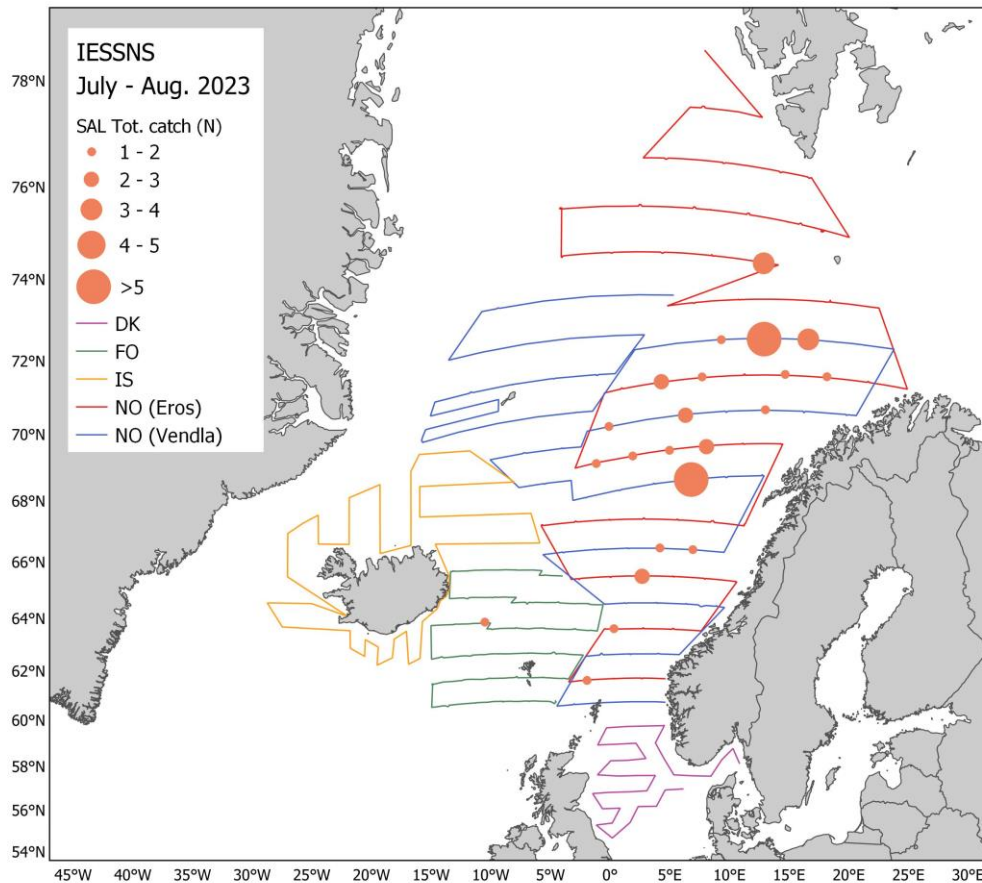 IESSNS
July - Aug. 2023
SAL Tot. catch (N)
1 - 2
2 - 3
3 - 4
4 - 5
>5
DK
FO
IS
NO (Eros)
NO (Vendla)
78°N
76°N
74°N
72°N
70°N
68°N
66°N
64°N
62°N
60°N
58°N
56°N
54°N
45°W 40°W 35°W 30°W 25°W 20°W 15°W 10°W 5°W 0° 5°E 10°E 15°E 20°E 25°E 30°E